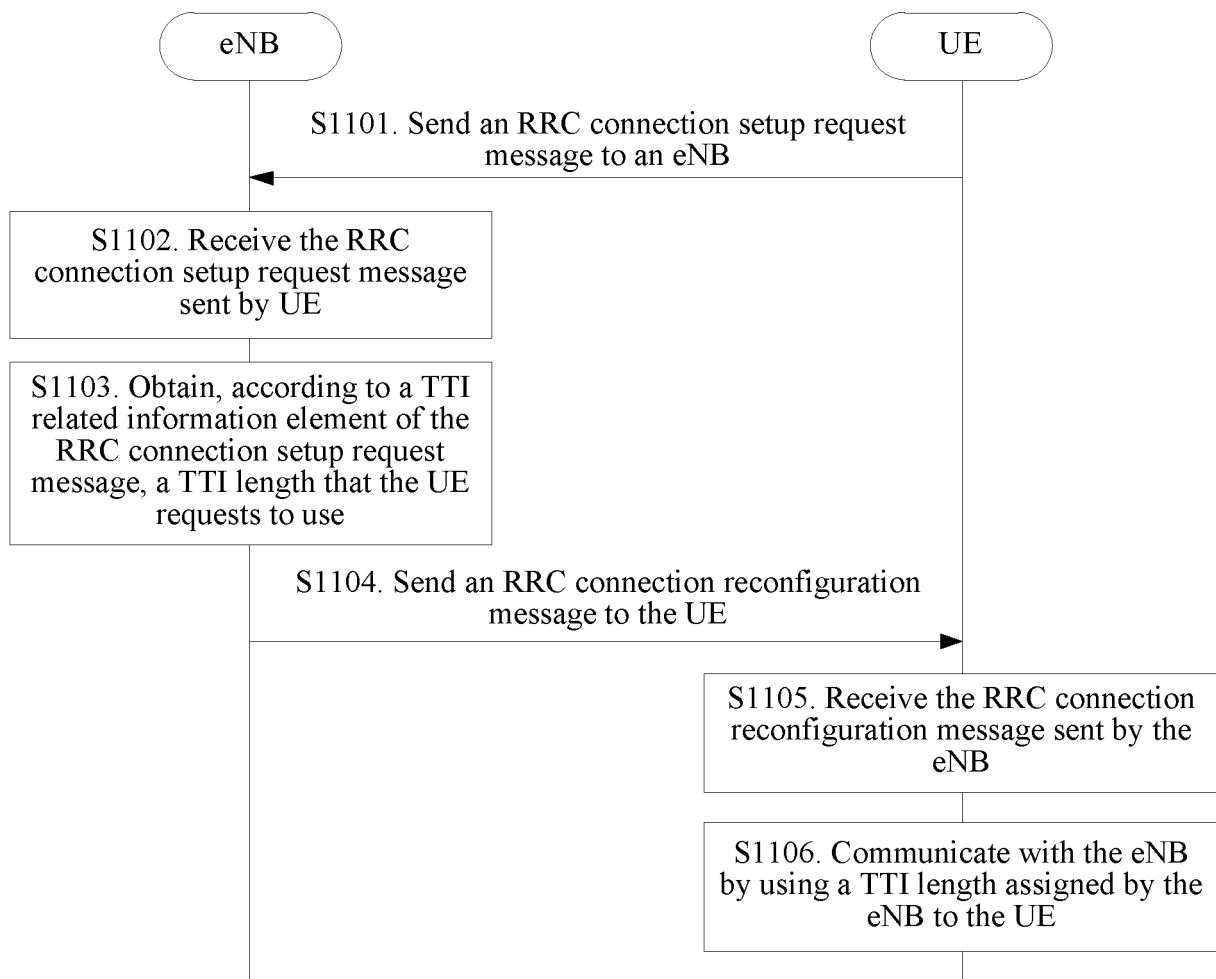 eNB
UE
S1101. Send an RRC connection setup request
message to an eNB
S1102. Receive the RRC
connection setup request message
sent by UE
S1103. Obtain, according to a TTI
related information element of the
RRC connection setup request
message, a TTI length that the UE
requests to use
S1104. Send an RRC connection reconfiguration
message to the UE
S1105. Receive the RRC connection
reconfiguration message sent by the
eNB
S1106. Communicate with the eNB
by using a TTI length assigned by the
eNB to the UE